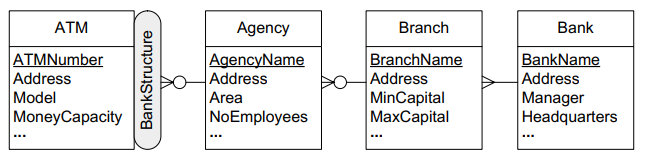 ATM
ATMNumber
Address
Model
MoneyCapacity
...
BankStructure
Agency
AgencyName
Address
Area
NoEmployees
...
Branch
BranchName
Address
MinCapital
MaxCapital
...
Bank
BankName
Address
Manager
Headquarters
...